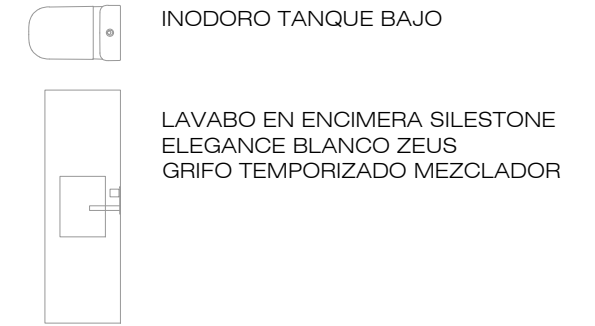 INODORO TANQUE BAJO
LAVABO EN ENCIMERA SILESTONE
ELEGANCE BLANCO ZEUS
GRIFO TEMPORIZADO MEZCLADOR